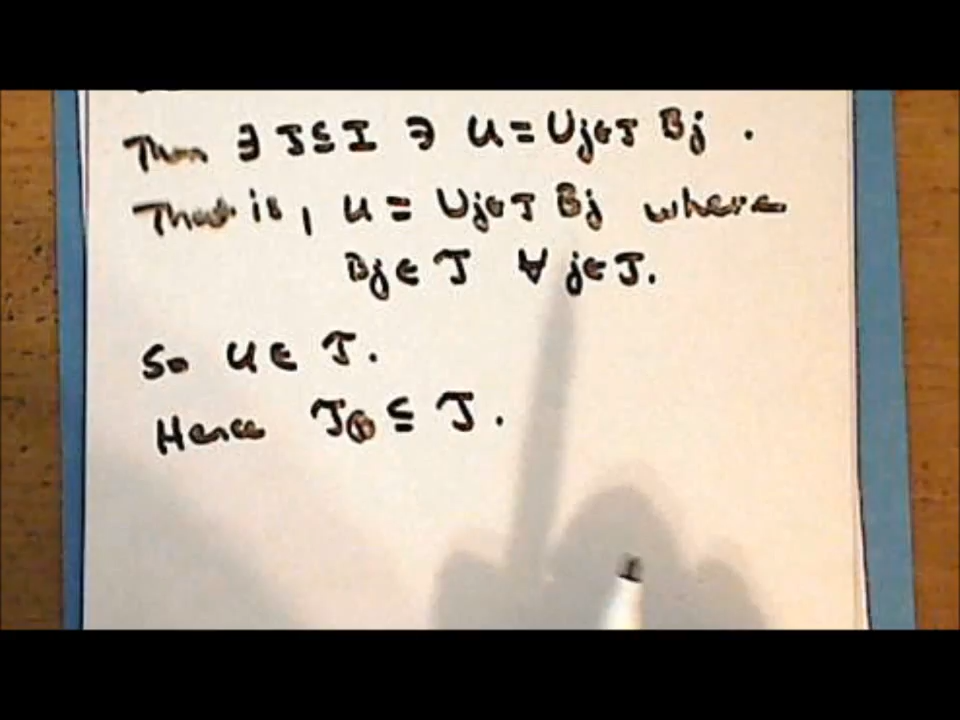 Then ∃ J ⊆ I ∋ U = ∪j∈J Bj .
That is, U = ∪j∈J Bj where
Bj ∈ 𝒯 ∀ j∈J.
So U ∈ 𝒯.
Hence 𝒯ℬ ⊆ 𝒯.